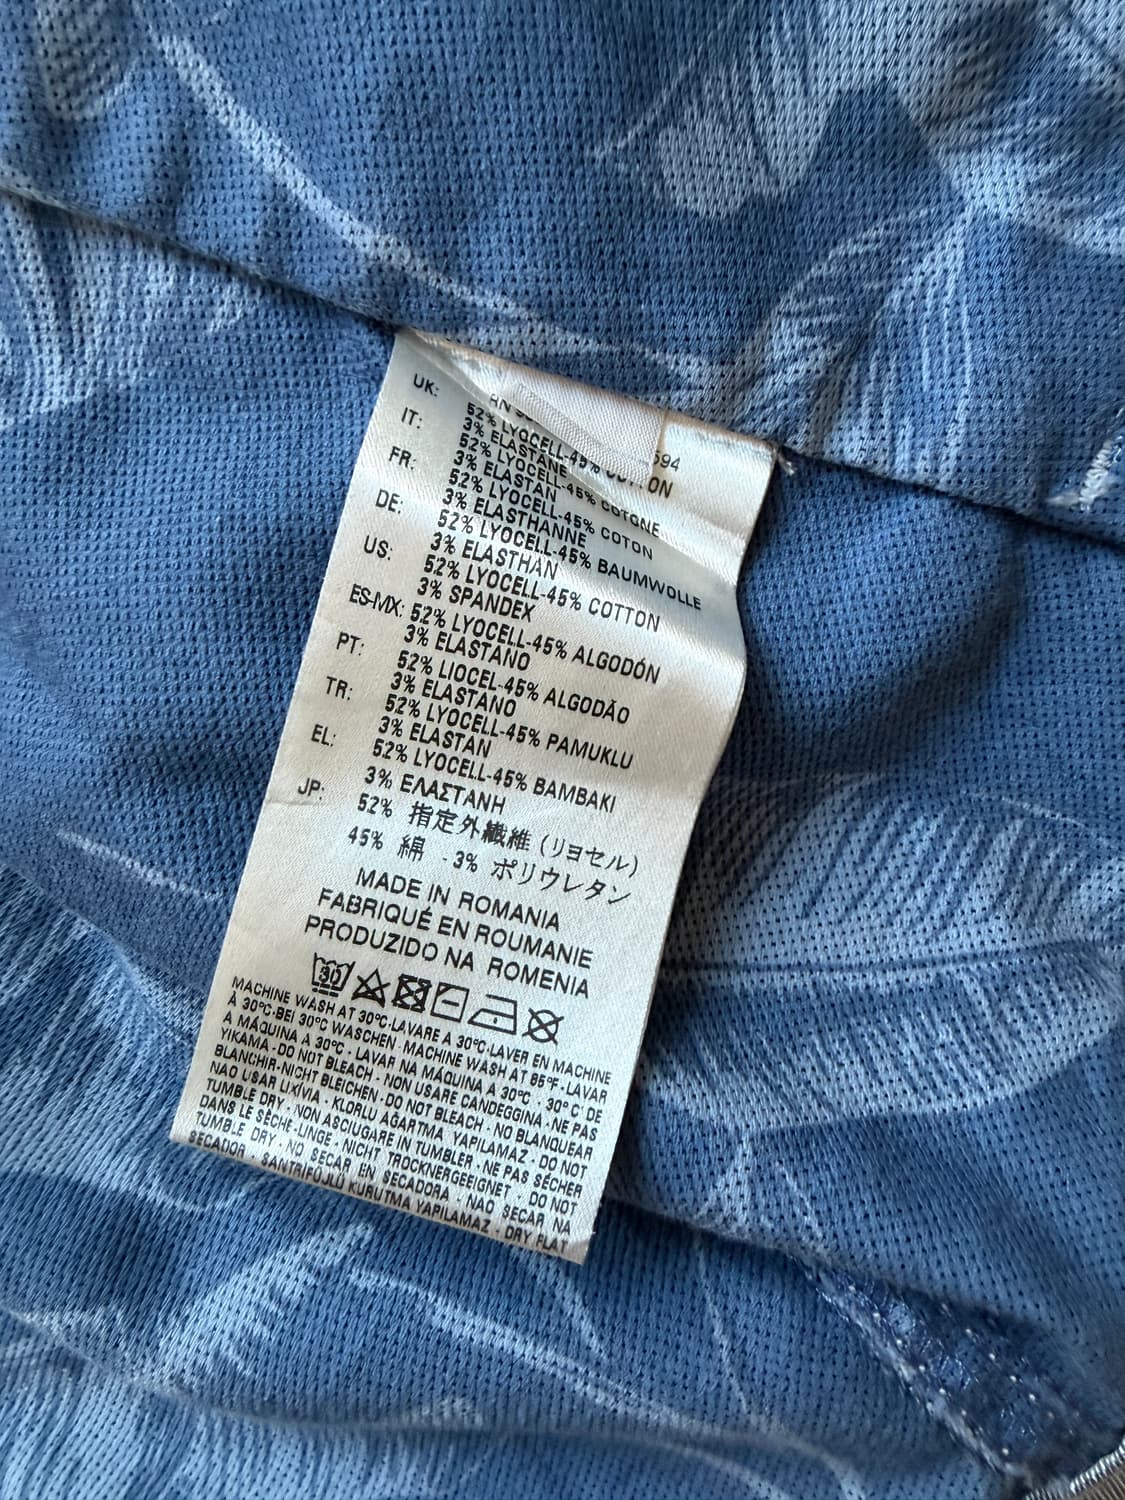 RN
594
UK: 52% LYOCELL-45% COTTON
3% ELASTANE
IT: 52% LYOCELL-45% COTONE
3% ELASTAN
FR: 52% LYOCELL-45% COTON
3% ELASTHANNE
DE: 52% LYOCELL-45% BAUMWOLLE
3% ELASTHAN
US: 52% LYOCELL-45% COTTON
3% SPANDEX
ES-MX: 52% LYOCELL-45% ALGODÓN
3% ELASTANO
PT: 52% LIOCEL-45% ALGODÃO
3% ELASTANO
TR: 52% LYOCELL-45% PAMUKLU
3% ELASTAN
EL: 52% LYOCELL-45% BAMBAKI
3% ΕΛΑΣΤΑΝΗ
JP: 52% 指定外繊維 (リヨセル)
45% 綿 - 3% ポリウレタン
MADE IN ROMANIA
FABRIQUÉ EN ROUMANIE
PRODUZIDO NA ROMENIA
30
MACHINE WASH AT 30°C-LAVARE A 30°C-LAVER EN MACHINE
À 30°C-BEI 30°C WASCHEN. MACHINE WASH AT 85°F-LAVAR
A MÁQUINA A 30°C - LAVAR NA MÁQUINA A 30°C - 30°C' DE
YIKAMA - DO NOT BLEACH - NON USARE CANDEGGINA - NE PAS
BLANCHIR-NICHT BLEICHEN-DO NOT BLEACH - NO BLANQUEAR
NAO USAR LIXÍVIA - KLORLU AĞARTMA YAPILAMAZ - DO NOT
TUMBLE DRY - NON ASCIUGARE IN TUMBLER - NE PAS SÉCHER
DANS LE SÈCHE-LINGE - NICHT TROCKNERGEEIGNET - DO NOT
TUMBLE DRY - NO SECAR EN SECADORA - NAO SECAR NA
SECADOR - SANTRIFÜJLÜ KURUTMA YAPILAMAZ - DRY FLAT